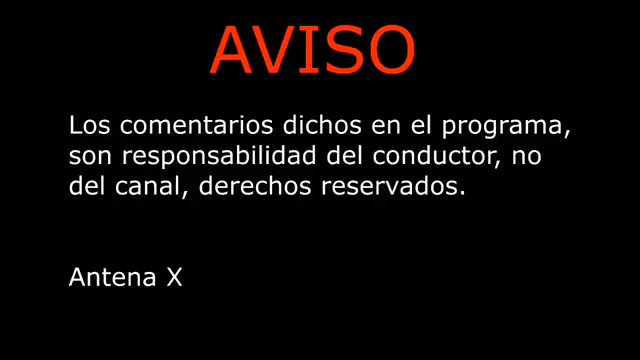 AVISO
Los comentarios dichos en el programa,
son responsabilidad del conductor, no
del canal, derechos reservados.
Antena X